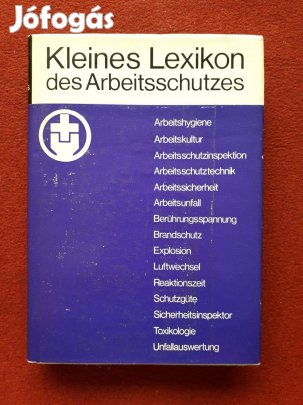 Jófogás
Kleines Lexikon
des Arbeitsschutzes
Arbeitshygiene
Arbeitskultur
Arbeitsschutzinspektion
Arbeitsschutztechnik
Arbeitssicherheit
Arbeitsunfall
Berührungsspannung
Brandschutz
Explosion
Luftwechsel
Reaktionszeit
Schutzgüte
Sicherheitsinspektor
Toxikologie
Unfallauswertung